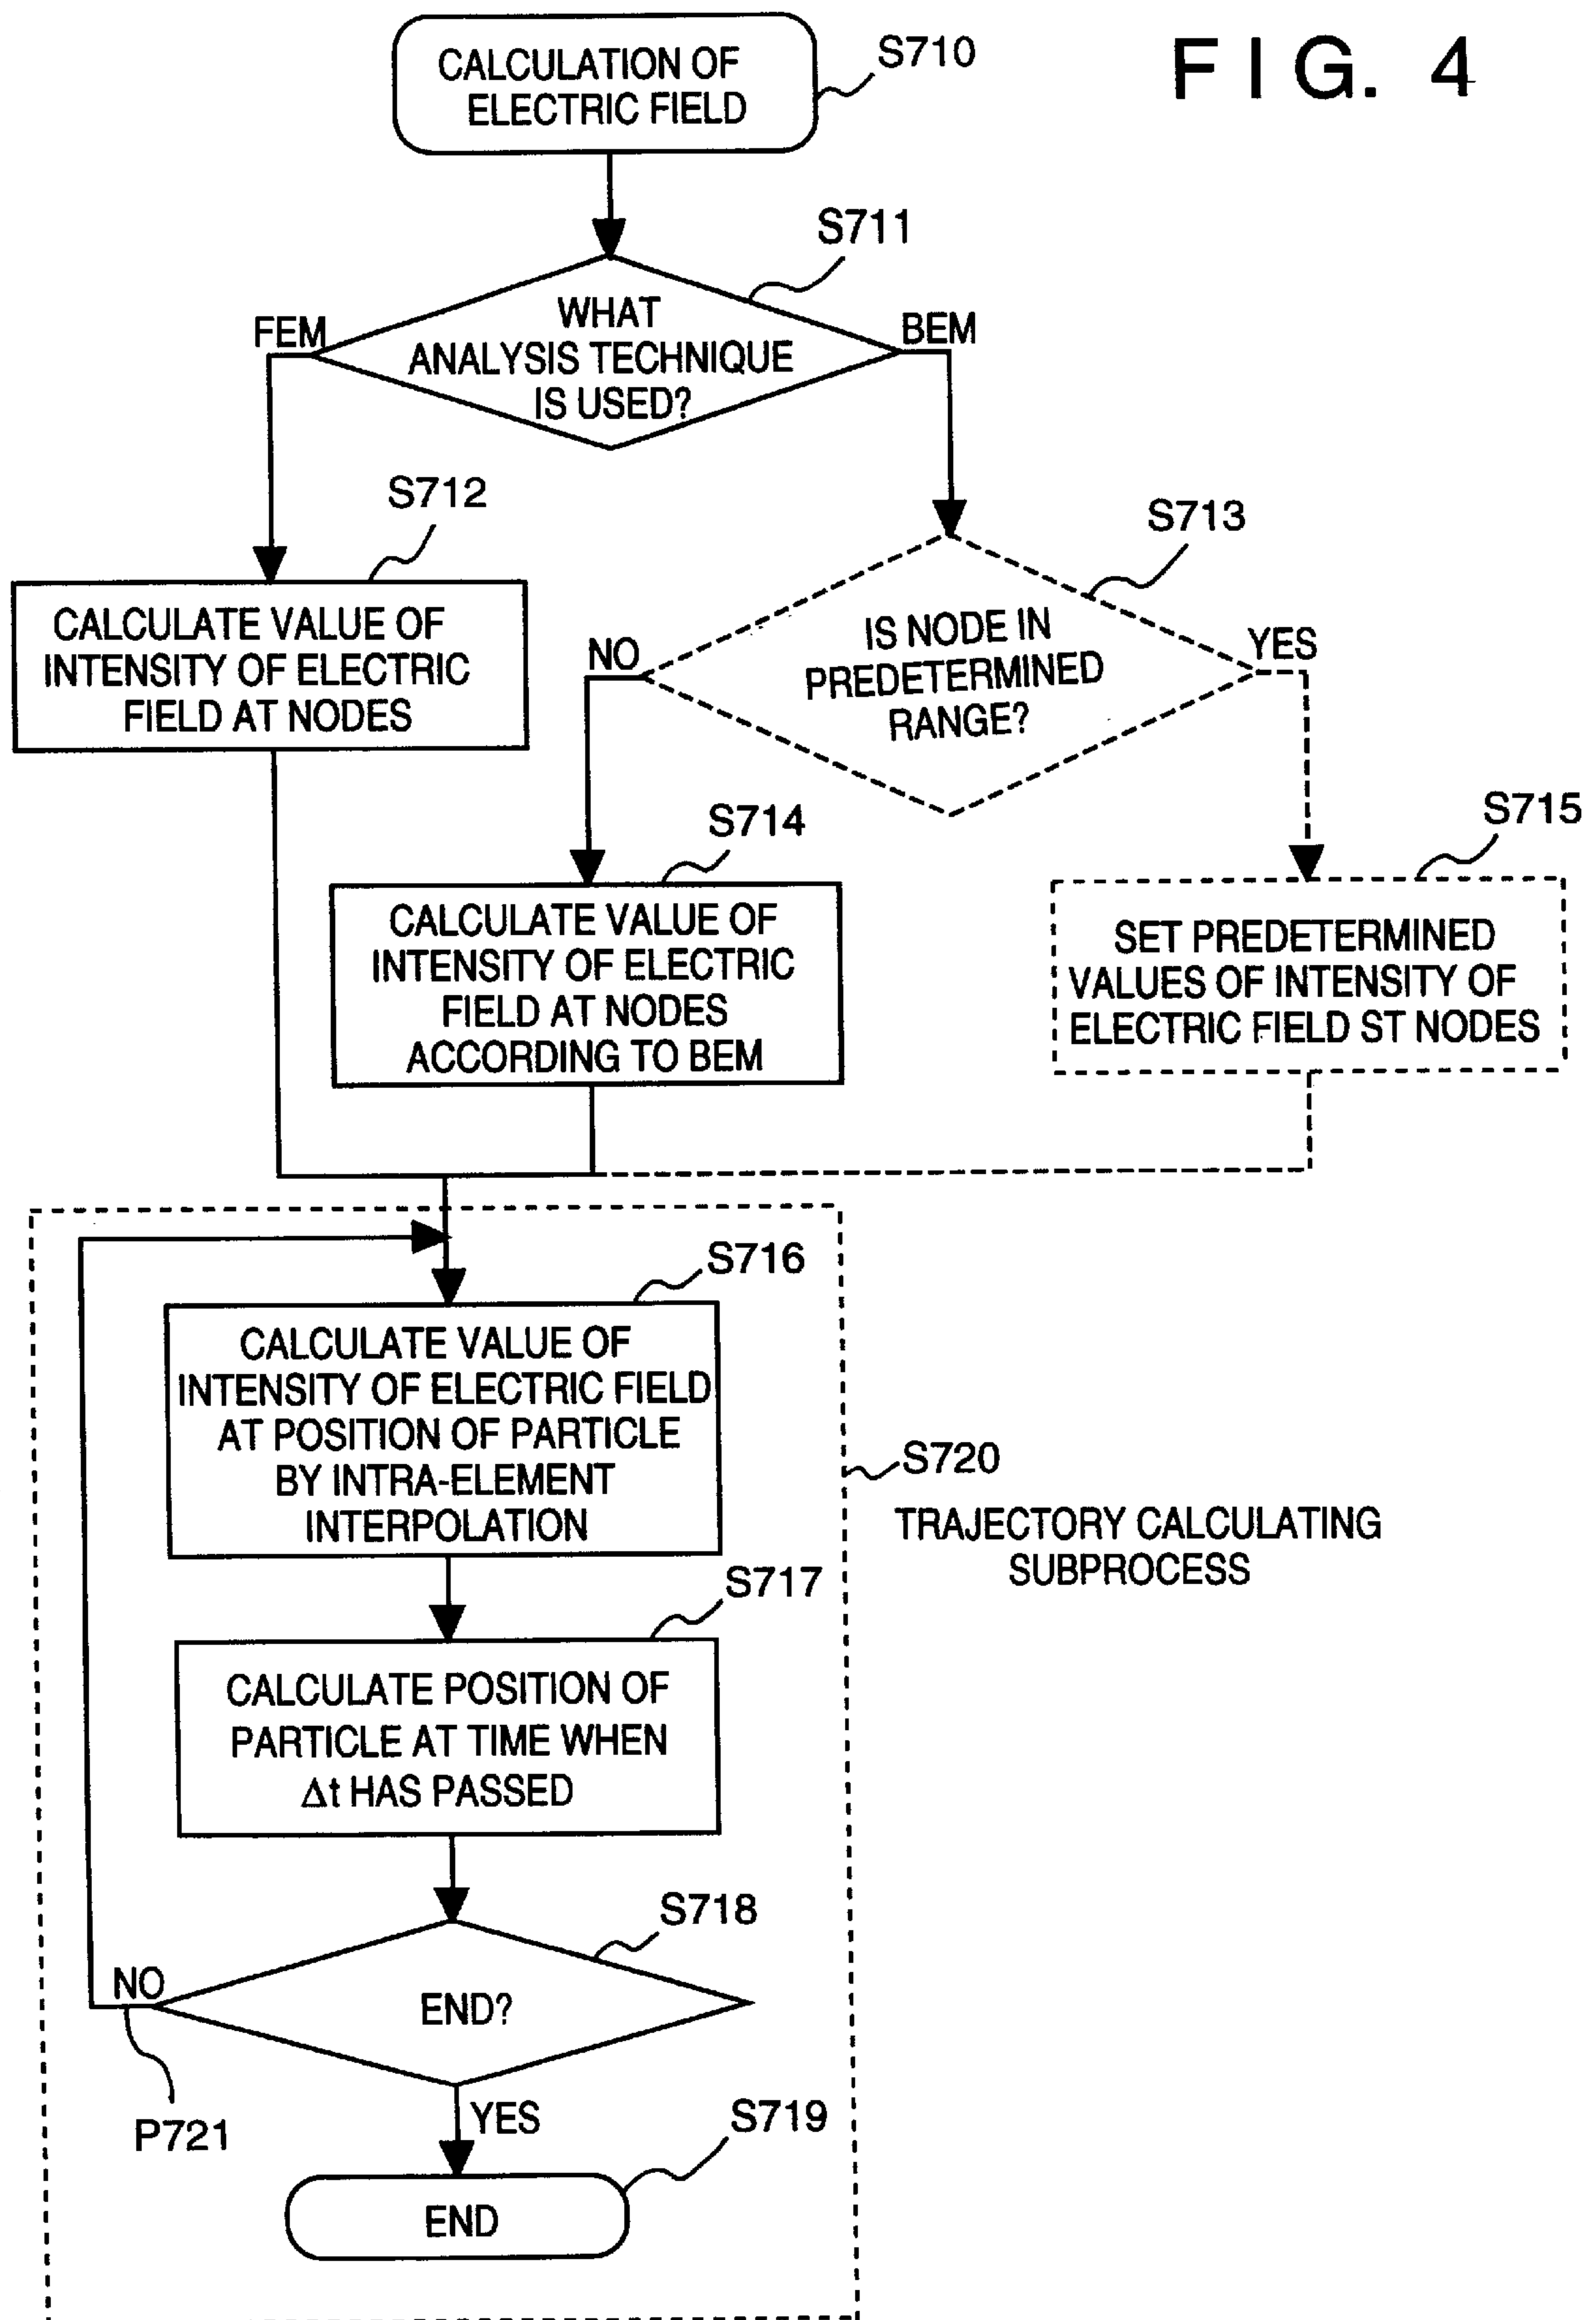 FIG. 4
CALCULATION OF
ELECTRIC FIELD
S710
S711
WHAT
ANALYSIS TECHNIQUE
IS USED?
FEM
BEM
S712
CALCULATE VALUE OF
INTENSITY OF ELECTRIC
FIELD AT NODES
S713
IS NODE IN
PREDETERMINED
RANGE?
NO
YES
S714
CALCULATE VALUE OF
INTENSITY OF ELECTRIC
FIELD AT NODES
ACCORDING TO BEM
S715
SET PREDETERMINED
VALUES OF INTENSITY OF
ELECTRIC FIELD ST NODES
S716
CALCULATE VALUE OF
INTENSITY OF ELECTRIC FIELD
AT POSITION OF PARTICLE
BY INTRA-ELEMENT
INTERPOLATION
S720
TRAJECTORY CALCULATING
SUBPROCESS
S717
CALCULATE POSITION OF
PARTICLE AT TIME WHEN
Δt HAS PASSED
S718
END?
NO
P721
YES
S719
END